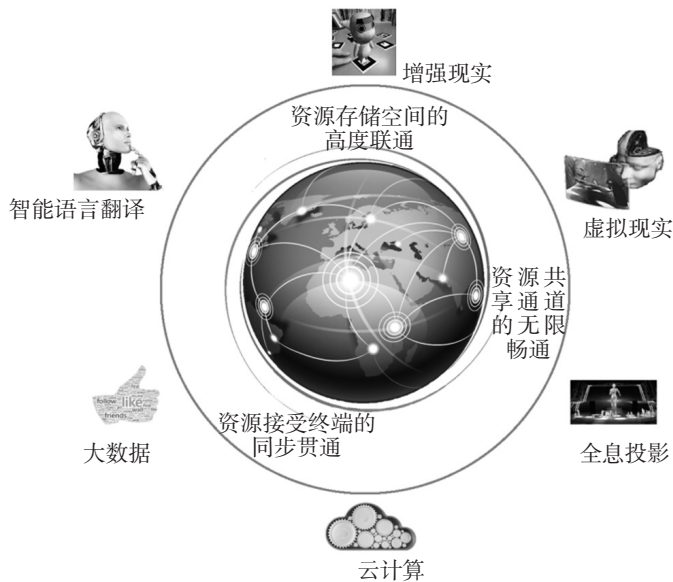 增强现实
资源存储空间的
高度联通
智能语言翻译
虚拟现实
资源共
享通道
的无限
畅通
follow
like
friends
资源接受终端的
同步贯通
大数据
全息投影
云计算